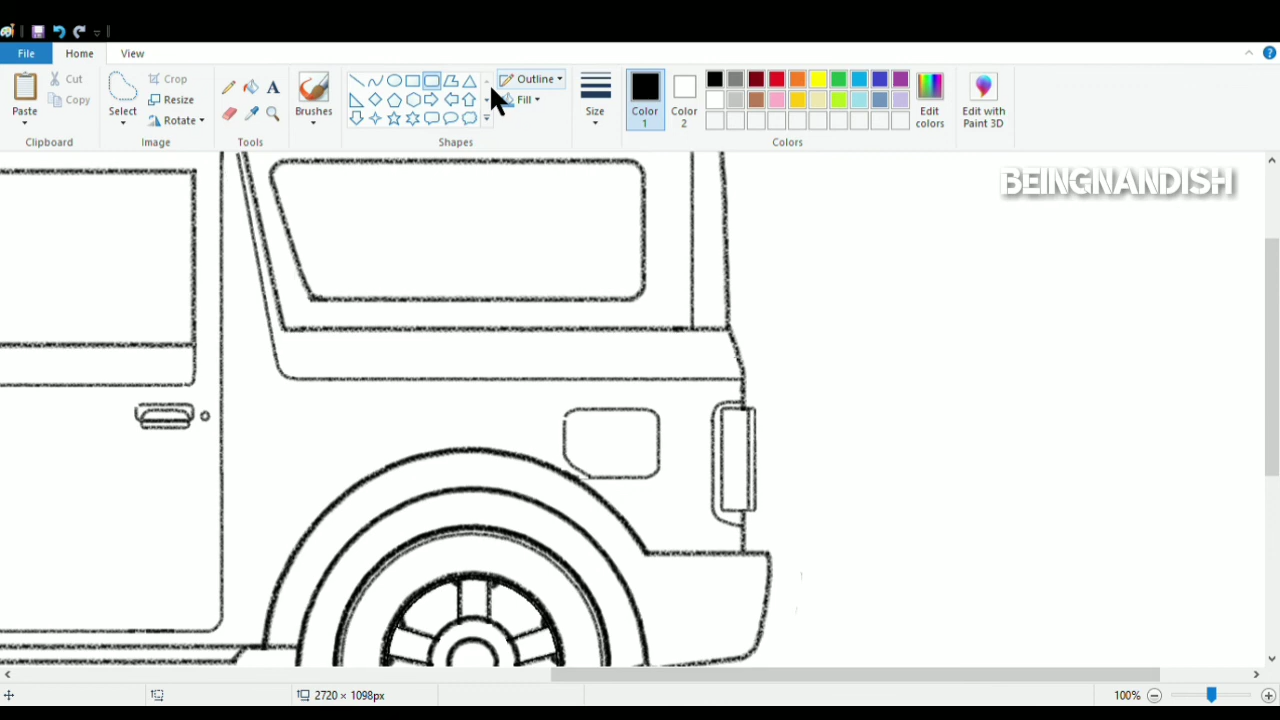 File Home View
Paste
Cut
Copy
Clipboard
Select
Crop
Resize
Rotate
Image
A
Tools
Brushes
Outline
Fill
Shapes
Size
Color
1
Color
2
Edit
colors
Colors
Edit with
Paint 3D
BEINGNANDISH
2720 × 1098px
100%